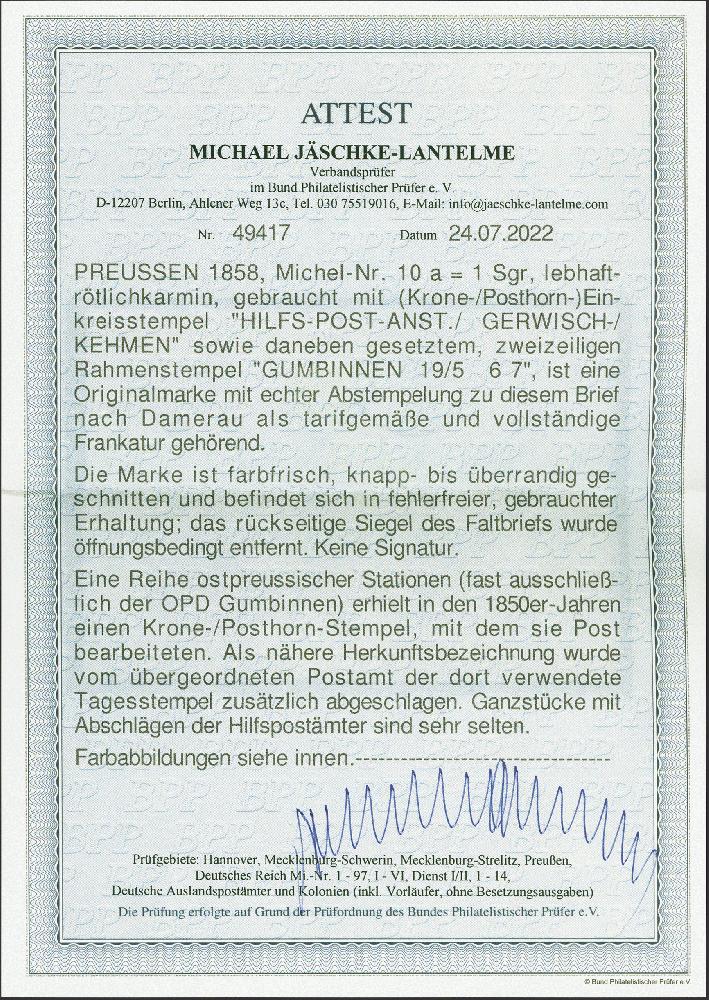 ATTEST
MICHAEL JÄSCHKE-LANTELME
Verbandsprüfer
im Bund Philatelistischer Prüfer e. V.
D-12207 Berlin, Ahlener Weg 13c, Tel. 030 75519016, E-Mail: info@jaeschke-lantelme.com
Nr. 49417 Datum 24.07.2022
PREUSSEN 1858, Michel-Nr. 10 a = 1 Sgr, lebhaft-
rötlichkarmin, gebraucht mit (Krone-/Posthorn-)Ein-
kreisstempel "HILFS-POST-ANST./ GERWISCH-/
KEHMEN" sowie daneben gesetztem, zweizeiligen
Rahmenstempel "GUMBINNEN 19/5 6 7", ist eine
Originalmarke mit echter Abstempelung zu diesem Brief
nach Damerau als tarifgemäße und vollständige
Frankatur gehörend.
Die Marke ist farbfrisch, knapp- bis überrandig ge-
schnitten und befindet sich in fehlerfreier, gebrauchter
Erhaltung; das rückseitige Siegel des Faltbriefs wurde
öffnungsbedingt entfernt. Keine Signatur.
Eine Reihe ostpreussischer Stationen (fast ausschließ-
lich der OPD Gumbinnen) erhielt in den 1850er-Jahren
einen Krone-/Posthorn-Stempel, mit dem sie Post
bearbeiteten. Als nähere Herkunftsbezeichnung wurde
vom übergeordneten Postamt der dort verwendete
Tagesstempel zusätzlich abgeschlagen. Ganzstücke mit
Abschlägen der Hilfspostämter sind sehr selten.
Farbabbildungen siehe innen.------------------------------
Prüfgebiete: Hannover, Mecklenburg-Schwerin, Mecklenburg-Strelitz, Preußen,
Deutsches Reich Mi.-Nr. 1 - 97, I - VI, Dienst I/II, 1 - 14,
Deutsche Auslandspostämter und Kolonien (inkl. Vorläufer, ohne Besetzungsausgaben)
Die Prüfung erfolgte auf Grund der Prüfordnung des Bundes Philatelistischer Prüfer e.V.
© Bund Philatelistischer Prüfer e.V.